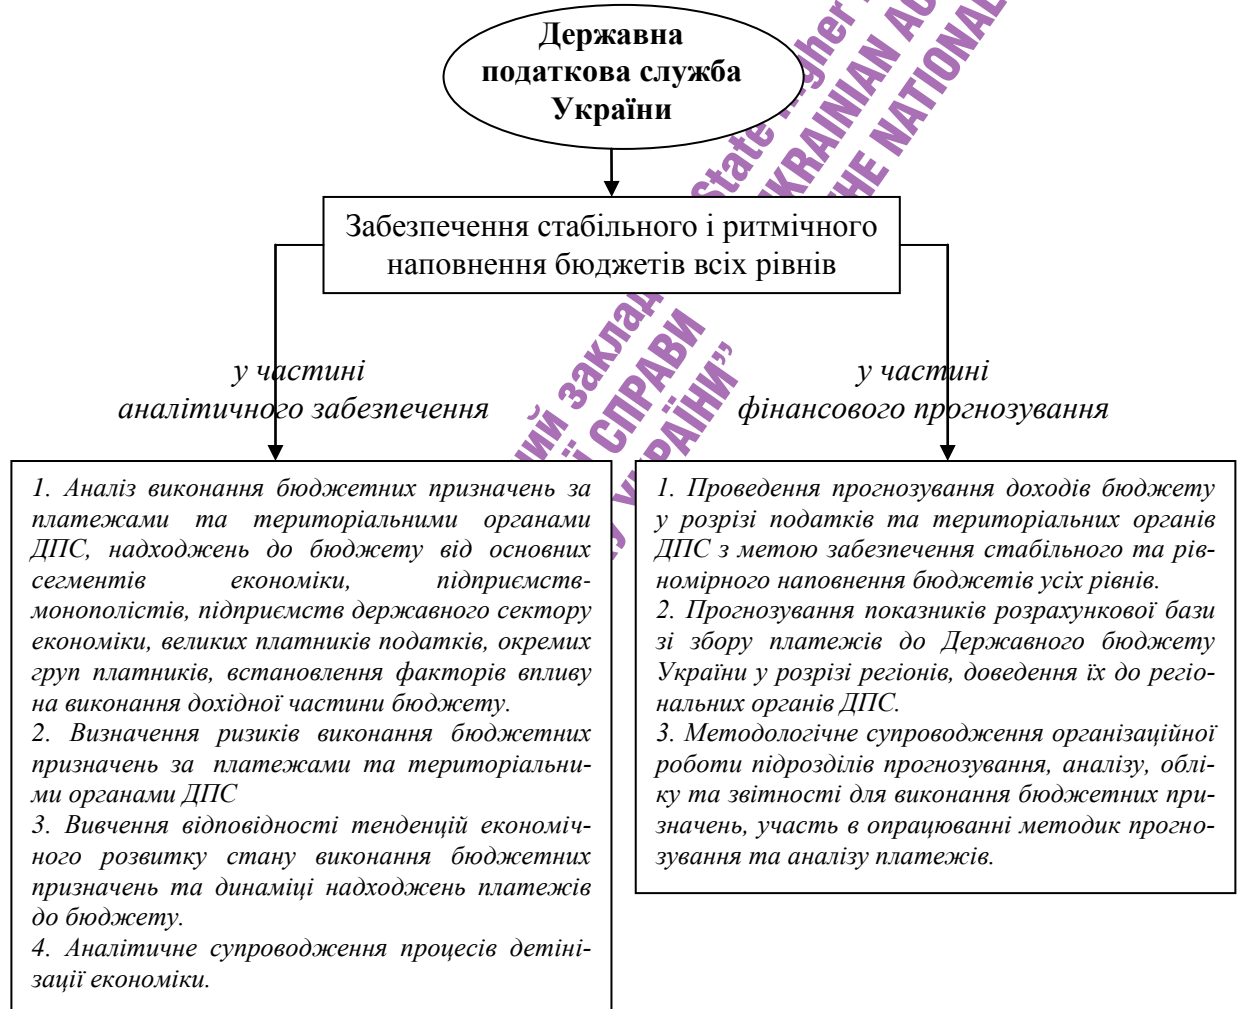 Державна
податкова служба
України
Забезпечення стабільного і ритмічного
наповнення бюджетів всіх рівнів
у частині
аналітичного забезпечення
у частині
фінансового прогнозування
1. Аналіз виконання бюджетних призначень за
платежами та територіальними органами
ДПС, надходжень до бюджету від основних
сегментів економіки, підприємств-
монополістів, підприємств державного сектору
економіки, великих платників податків, окремих
груп платників, встановлення факторів впливу
на виконання дохідної частини бюджету.
2. Визначення ризиків виконання бюджетних
призначень за платежами та територіальни-
ми органами ДПС
3. Вивчення відповідності тенденцій економіч-
ного розвитку стану виконання бюджетних
призначень та динаміці надходжень платежів
до бюджету.
4. Аналітичне супроводження процесів детіні-
зації економіки.
1. Проведення прогнозування доходів бюджету
у розрізі податків та територіальних органів
ДПС з метою забезпечення стабільного та рів-
номірного наповнення бюджетів усіх рівнів.
2. Прогнозування показників розрахункової бази
зі збору платежів до Державного бюджету
України у розрізі регіонів, доведення їх до регіо-
нальних органів ДПС.
3. Методологічне супроводження організаційної
роботи підрозділів прогнозування, аналізу, облі-
ку та звітності для виконання бюджетних при-
значень, участь в опрацюванні методик прогно-
зування та аналізу платежів.
заклад State
СПРАВИ UKRAINIAN
УКРАЇНИ” THE NATIONAL